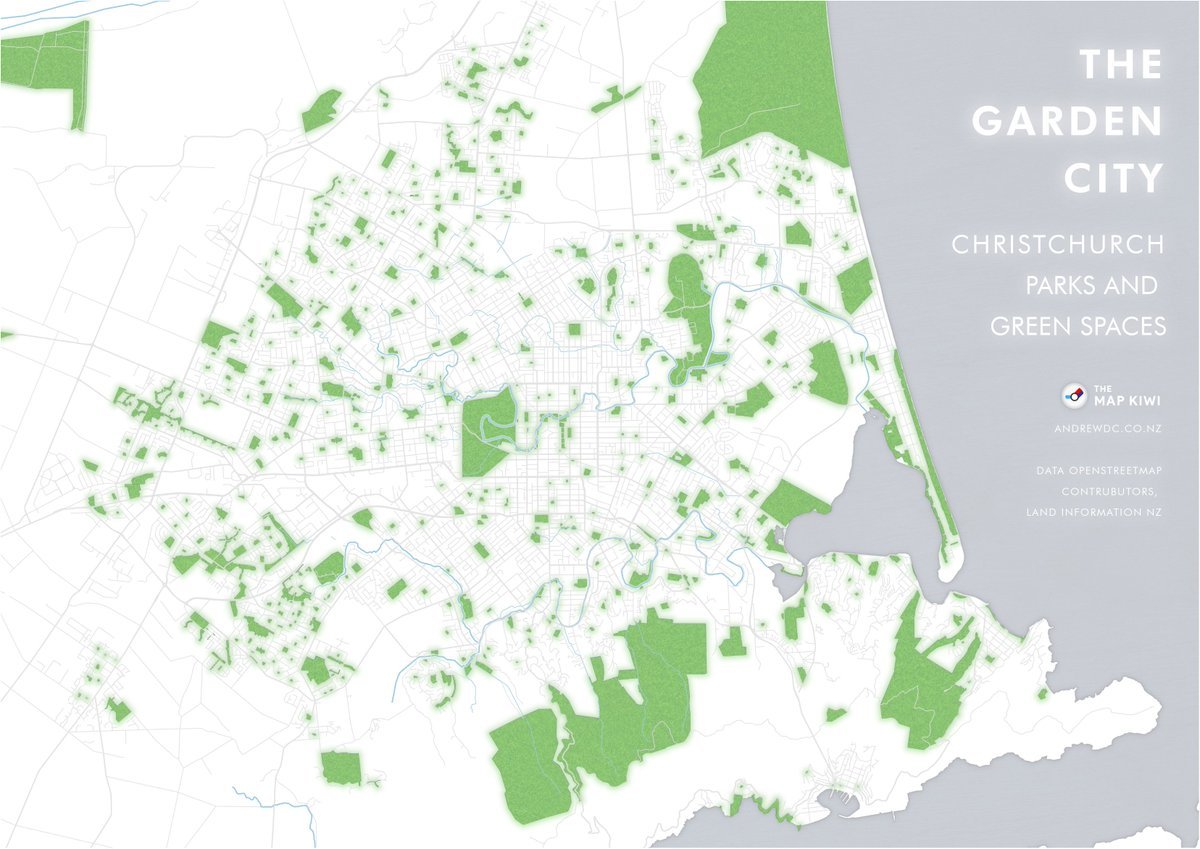 THE
GARDEN
CITY
CHRISTCHURCH
PARKS AND
GREEN SPACES
THE
MAP KIWI
ANDREWDC.CO.NZ
DATA OPENSTREETMAP
CONTRUBUTORS,
LAND INFORMATION NZ